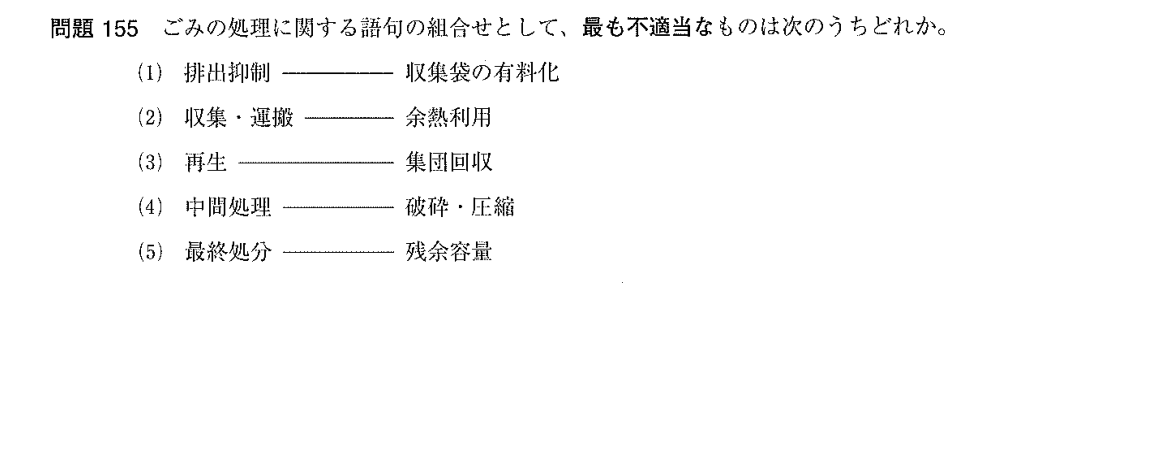 問題 155　ごみの処理に関する語句の組合せとして、最も不適当なものは次のうちどれか。
(1)　排出抑制 ――――― 収集袋の有料化
(2)　収集・運搬 ―――― 余熱利用
(3)　再生 ――――――― 集団回収
(4)　中間処理 ――――― 破砕・圧縮
(5)　最終処分 ――――― 残余容量